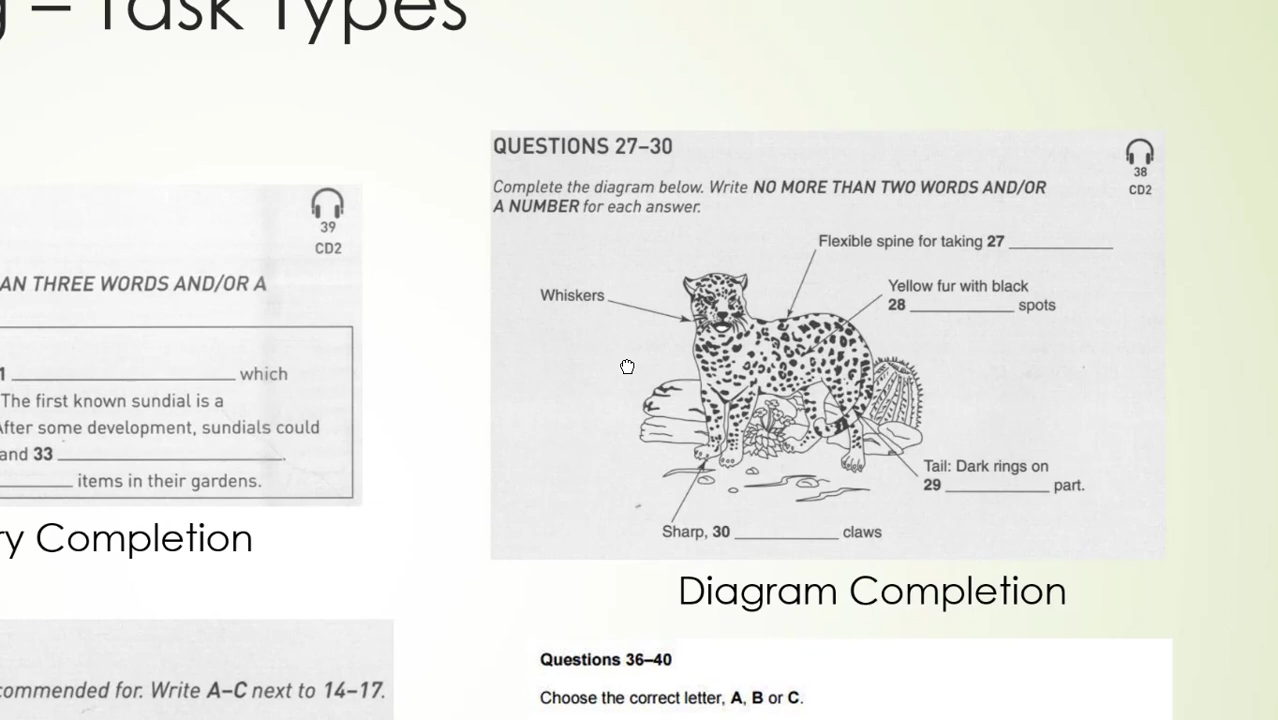 – Task Types
39
CD2
AN THREE WORDS AND/OR A
1 ____________ which
The first known sundial is a
After some development, sundials could
and 33 ____________.
____________ items in their gardens.
ry Completion
commended for. Write A–C next to 14–17.
QUESTIONS 27–30
38
CD2
Complete the diagram below. Write NO MORE THAN TWO WORDS AND/OR
A NUMBER for each answer.
Flexible spine for taking 27 ____________
Whiskers
Yellow fur with black
28 ____________ spots
Tail: Dark rings on
29 ____________ part.
Sharp, 30 ____________ claws
Diagram Completion
Questions 36–40
Choose the correct letter, A, B or C.